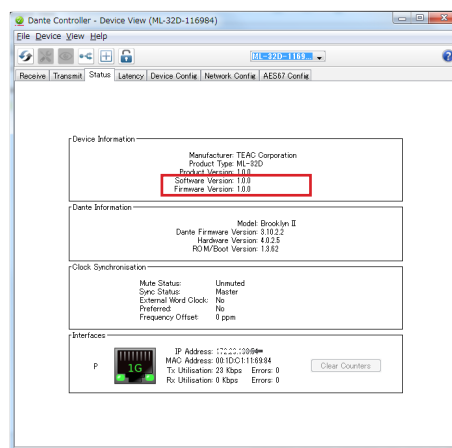 Dante Controller - Device View (ML-32D-116984)
File Device View Help
ML-32D-1169...
Receive Transmit Status Latency Device Config Network Config AES67 Config
Device Information
Manufacturer: TEAC Corporation
Product Type: ML-32D
Product Version: 1.0.0
Software Version: 1.0.0
Firmware Version: 1.0.0
Dante Information
Model: Brooklyn II
Dante Firmware Version: 3.10.2.2
Hardware Version: 4.0.2.5
ROM/Boot Version: 1.3.62
Clock Synchronisation
Mute Status: Unmuted
Sync Status: Master
External Word Clock: No
Preferred: No
Frequency Offset: 0 ppm
Interfaces
P
1G
IP Address:
MAC Address: 00:1D:C1:11:69:84
Tx Utilisation: 23 Kbps Errors: 0
Rx Utilisation: 0 Kbps Errors: 0
Clear Counters